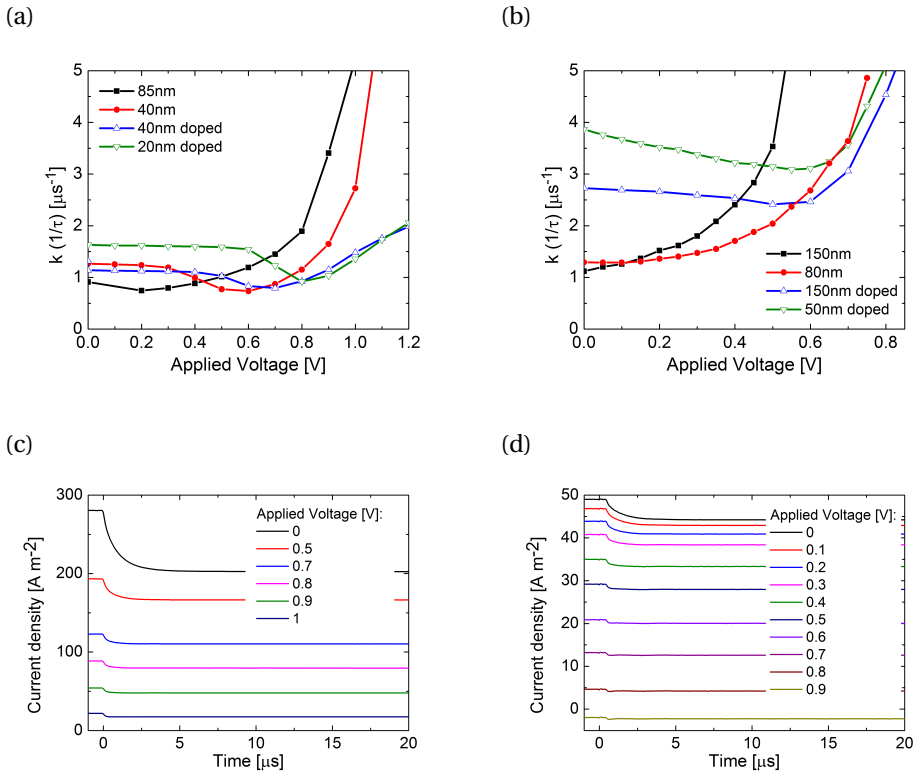 (a)
k (1/τ) [μs⁻¹]
5
4
3
2
1
0
85nm
40nm
40nm doped
20nm doped
0.0 0.2 0.4 0.6 0.8 1.0 1.2
Applied Voltage [V]
(b)
k (1/τ) [μs⁻¹]
5
4
3
2
1
0
150nm
80nm
150nm doped
50nm doped
0.0 0.2 0.4 0.6 0.8
Applied Voltage [V]
(c)
Current density [A m⁻²]
300
200
100
0
Applied Voltage [V]:
0
0.5
0.7
0.8
0.9
1
0 5 10 15 20
Time [μs]
(d)
Current density [A m⁻²]
50
40
30
20
10
0
Applied Voltage [V]:
0
0.1
0.2
0.3
0.4
0.5
0.6
0.7
0.8
0.9
0 5 10 15 20
Time [μs]